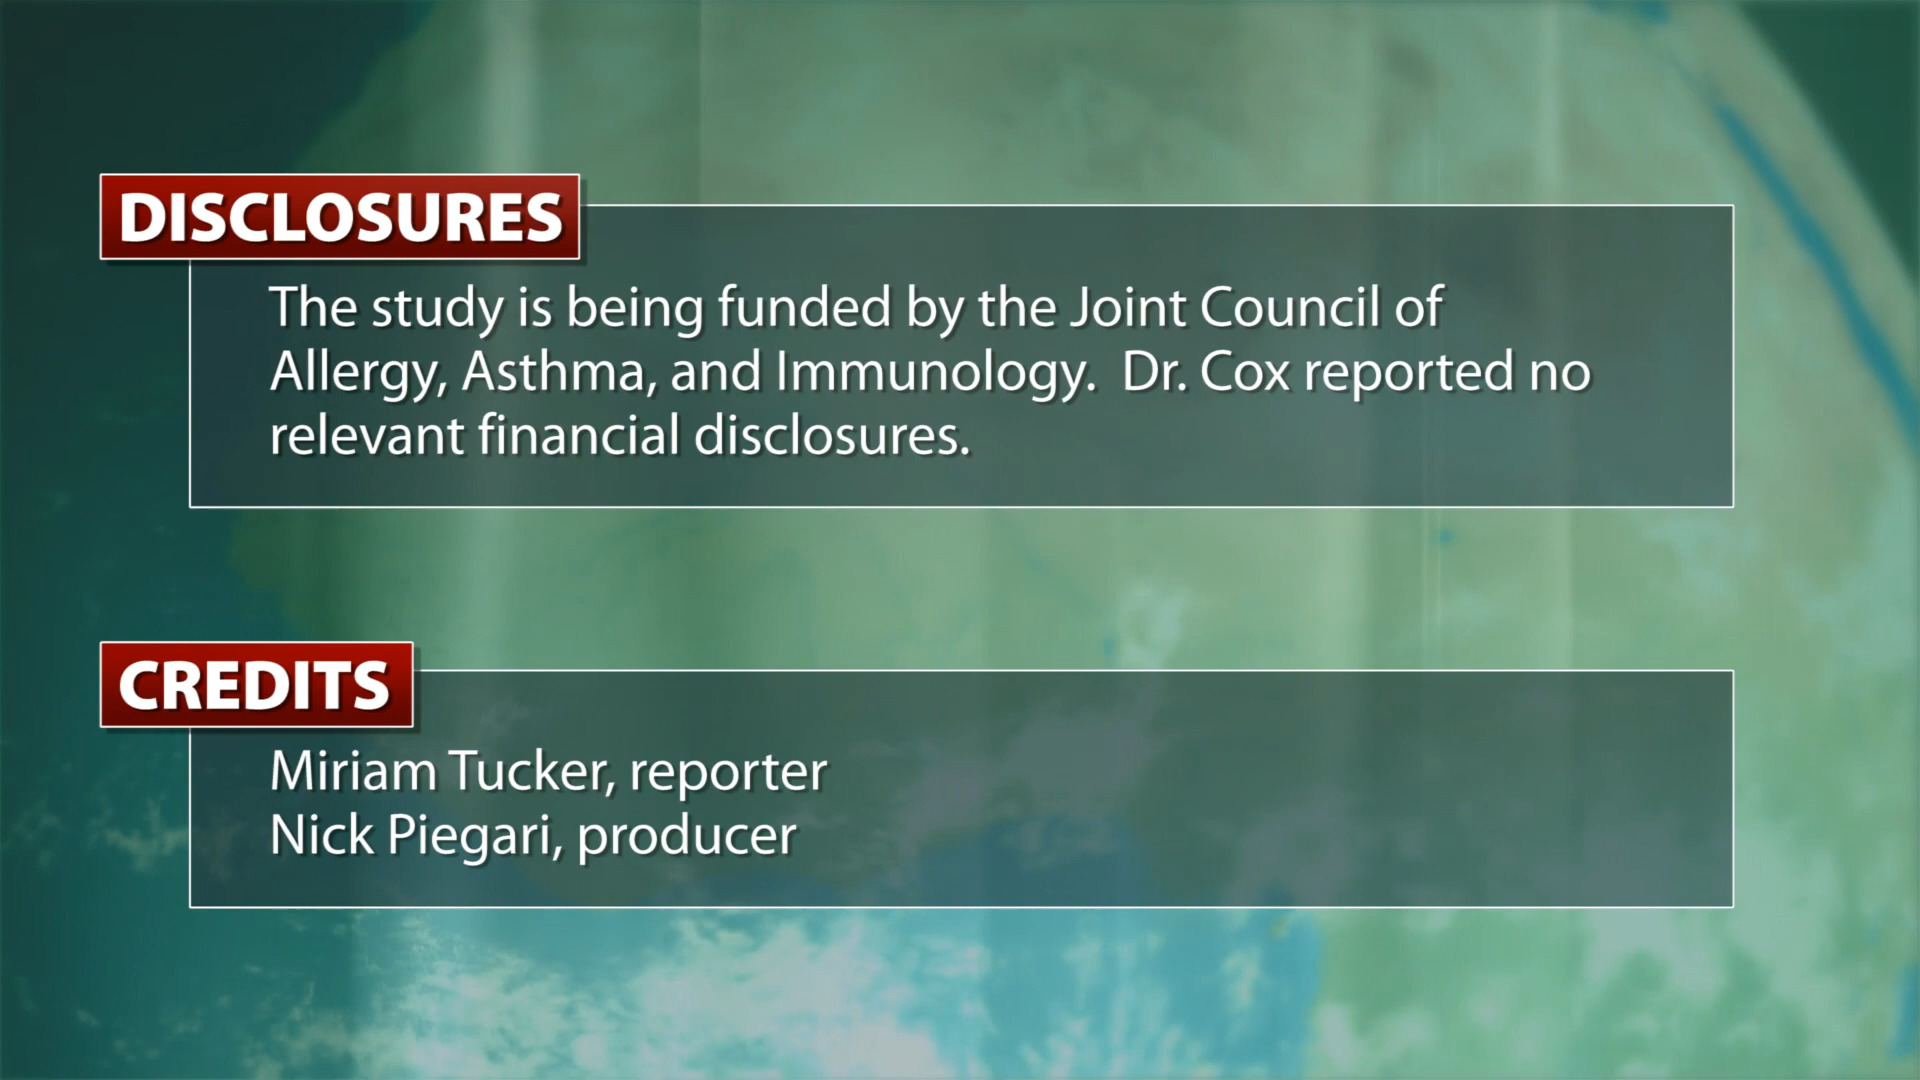 DISCLOSURES
The study is being funded by the Joint Council of
Allergy, Asthma, and Immunology.  Dr. Cox reported no
relevant financial disclosures.
CREDITS
Miriam Tucker, reporter
Nick Piegari, producer